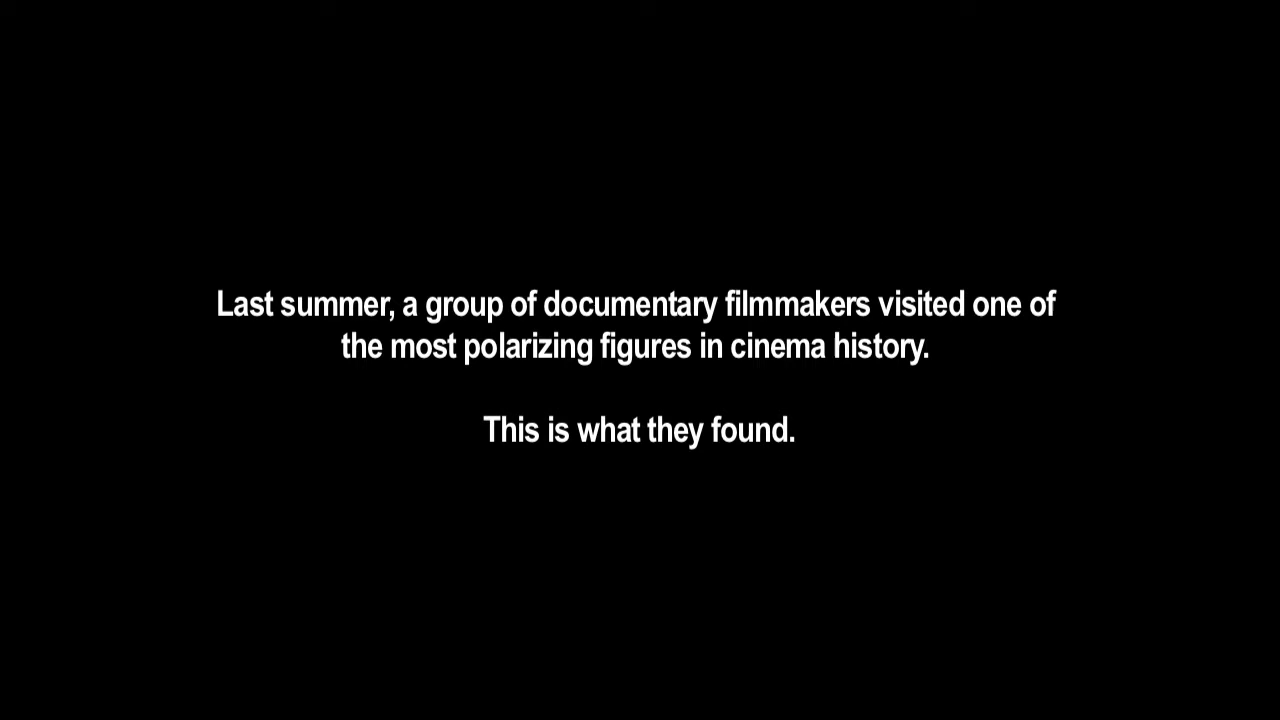 Last summer, a group of documentary filmmakers visited one of
the most polarizing figures in cinema history.
This is what they found.